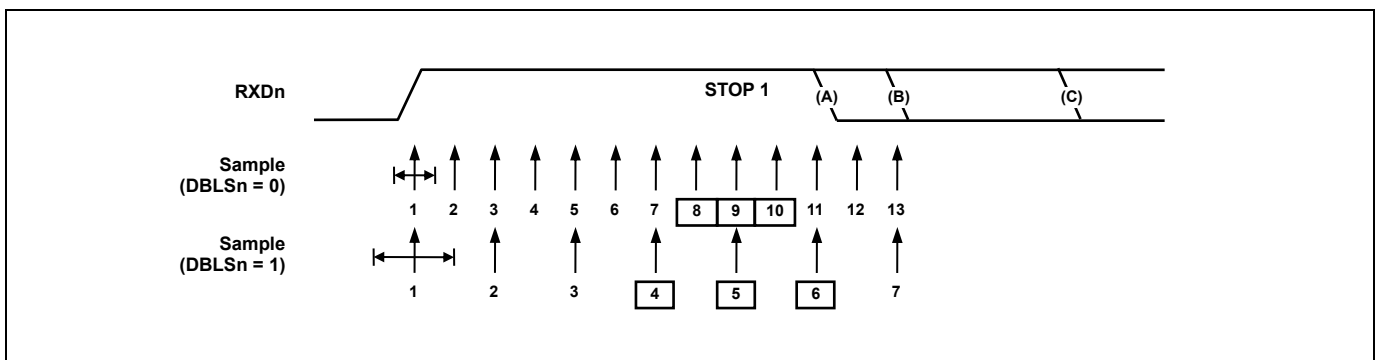 RXDn
STOP 1
(A)
(B)
(C)
Sample
(DBLSn = 0)
1 2 3 4 5 6 7 8 9 10 11 12 13
Sample
(DBLSn = 1)
1 2 3 4 5 6 7